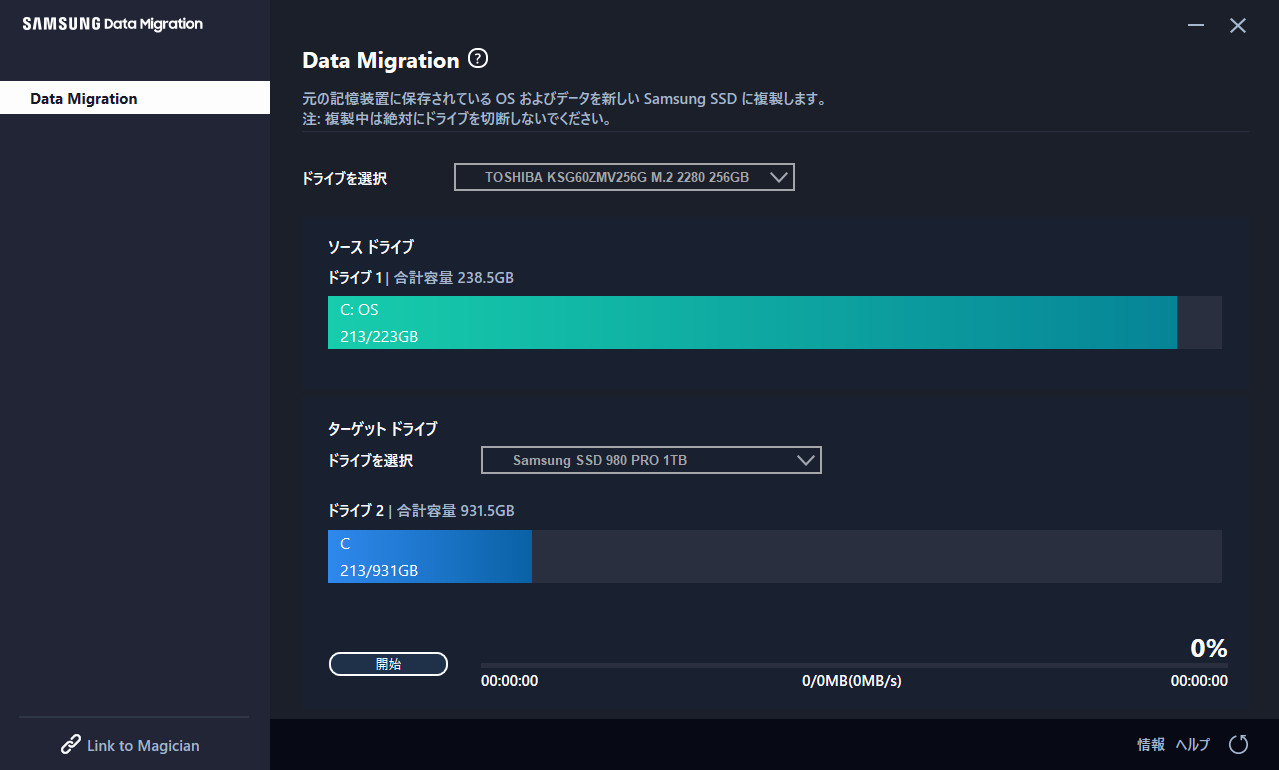 SAMSUNG Data Migration
Data Migration
Data Migration ?
元の記憶装置に保存されている OS およびデータを新しい Samsung SSD に複製します。
注: 複製中は絶対にドライブを切断しないでください。
ドライブを選択
TOSHIBA KSG60ZMV256G M.2 2280 256GB
ソース ドライブ
ドライブ 1 | 合計容量 238.5GB
C: OS
213/223GB
ターゲット ドライブ
ドライブを選択
Samsung SSD 980 PRO 1TB
ドライブ 2 | 合計容量 931.5GB
C
213/931GB
開始
0%
00:00:00
0/0MB(0MB/s)
00:00:00
Link to Magician
情報 ヘルプ